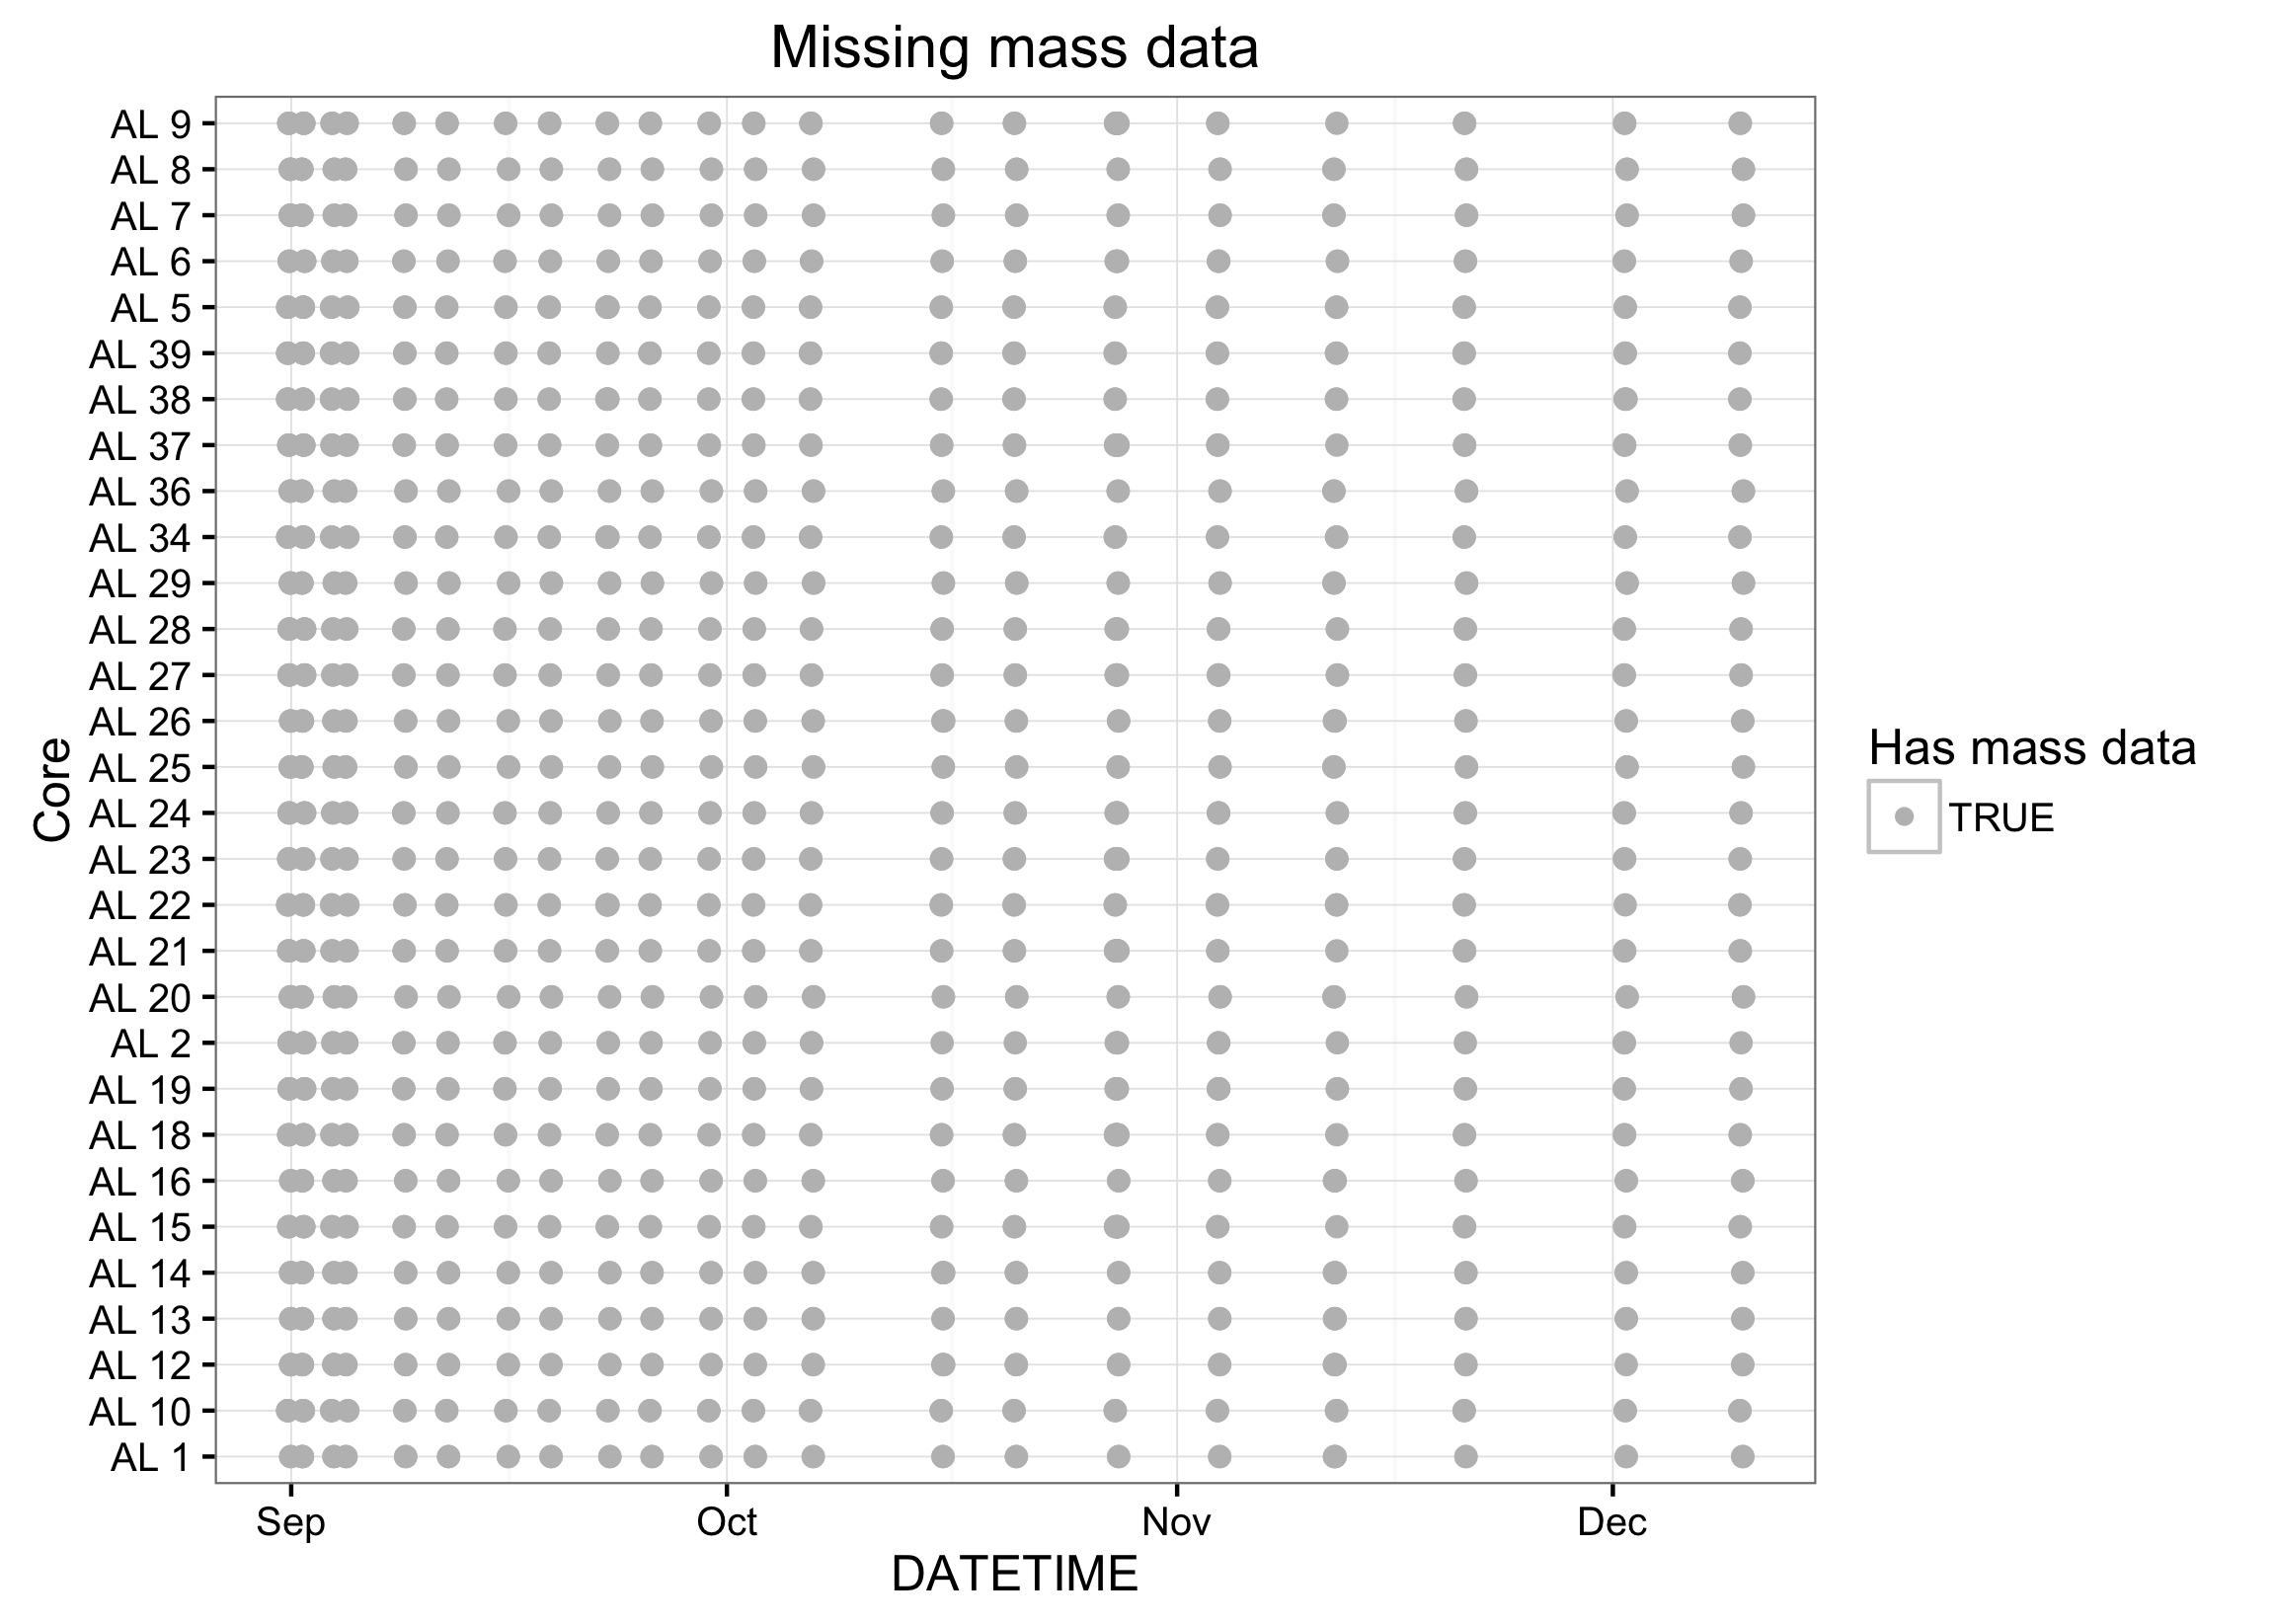 Missing mass data
AL 9
AL 8
AL 7
AL 6
AL 5
AL 39
AL 38
AL 37
AL 36
AL 34
AL 29
AL 28
AL 27
AL 26
AL 25
AL 24
AL 23
AL 22
AL 21
AL 20
AL 2
AL 19
AL 18
AL 16
AL 15
AL 14
AL 13
AL 12
AL 10
AL 1
Core
Sep Oct Nov Dec
DATETIME
Has mass data
TRUE